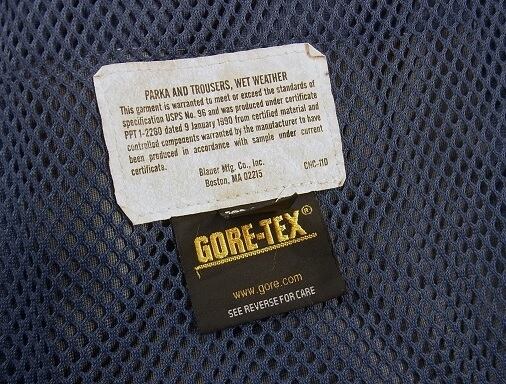 PARKA AND TROUSERS, WET WEATHER
This garment is warranted to meet or exceed the standards of
specification USPS No. 96 and was produced under certificate
PPT 1-2290 dated 9 January 1990 from certified material and
controlled components warranted by the manufacturer to have
been produced in accordance with sample under current
certificate.
Blauer Mfg. Co., Inc. CHC-110
Boston, MA 02215
GORE-TEX®
www.gore.com
SEE REVERSE FOR CARE